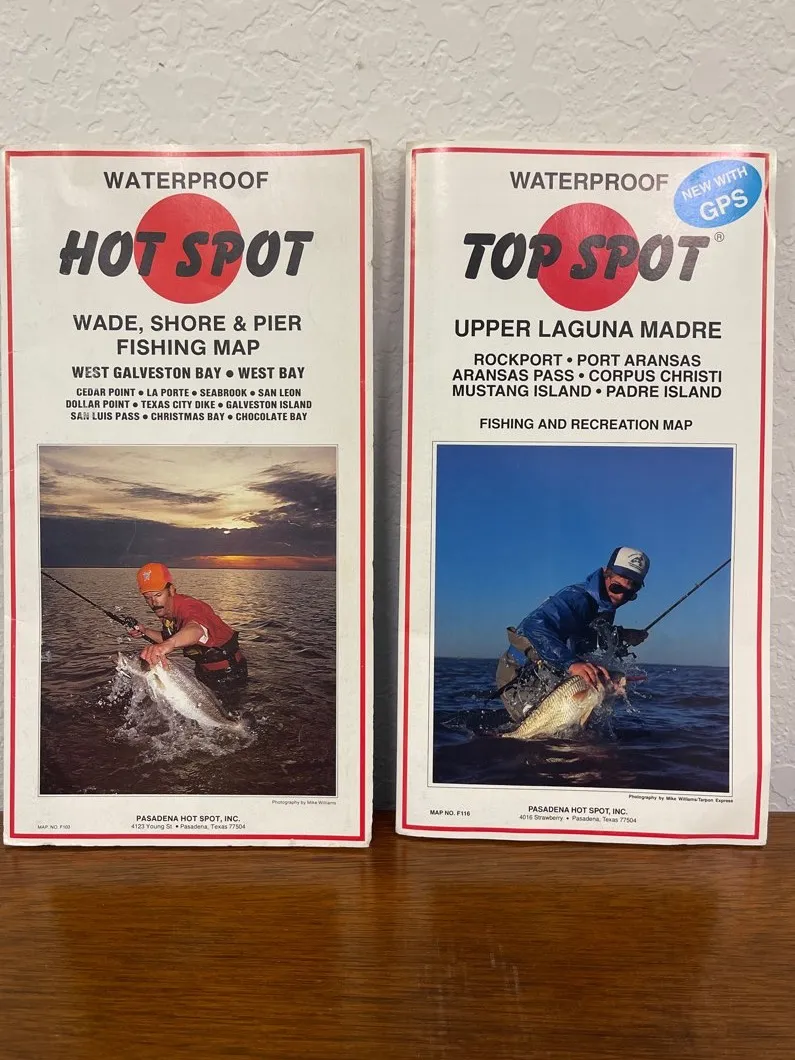 WATERPROOF
HOT SPOT
WADE, SHORE & PIER
FISHING MAP
WEST GALVESTON BAY • WEST BAY
CEDAR POINT • LA PORTE • SEABROOK • SAN LEON
DOLLAR POINT • TEXAS CITY DIKE • GALVESTON ISLAND
SAN LUIS PASS • CHRISTMAS BAY • CHOCOLATE BAY
Photography by Mike Williams
PASADENA HOT SPOT, INC.
4123 Young St • Pasadena, Texas 77504
MAP NO. F102
WATERPROOF
NEW WITH
GPS
TOP SPOT®
UPPER LAGUNA MADRE
ROCKPORT • PORT ARANSAS
ARANSAS PASS • CORPUS CHRISTI
MUSTANG ISLAND • PADRE ISLAND
FISHING AND RECREATION MAP
Photography by Mike Williams/Tarpon Express
MAP NO. F116
PASADENA HOT SPOT, INC.
4016 Strawberry • Pasadena, Texas 77504